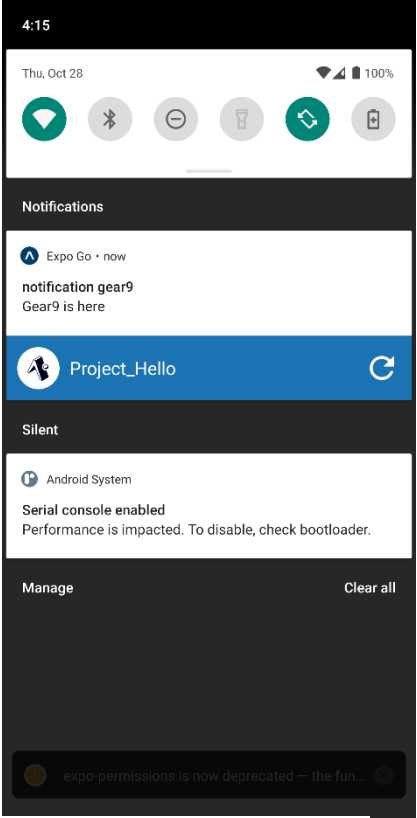 4:15
Thu, Oct 28
100%
Notifications
Expo Go • now
notification gear9
Gear9 is here
Project_Hello
Silent
Android System
Serial console enabled
Performance is impacted. To disable, check bootloader.
Manage
Clear all
expo-permissions is now deprecated — the fun...